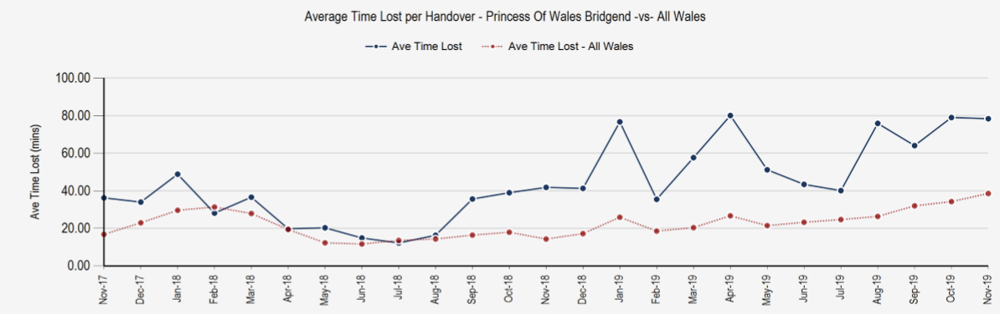 Average Time Lost per Handover - Princess Of Wales Bridgend -vs- All Wales
Ave Time Lost
Ave Time Lost - All Wales
Ave Time Lost (mins)
100.00
80.00
60.00
40.00
20.00
0.00
Nov-17
Dec-17
Jan-18
Feb-18
Mar-18
Apr-18
May-18
Jun-18
Jul-18
Aug-18
Sep-18
Oct-18
Nov-18
Dec-18
Jan-19
Feb-19
Mar-19
Apr-19
May-19
Jun-19
Jul-19
Aug-19
Sep-19
Oct-19
Nov-19